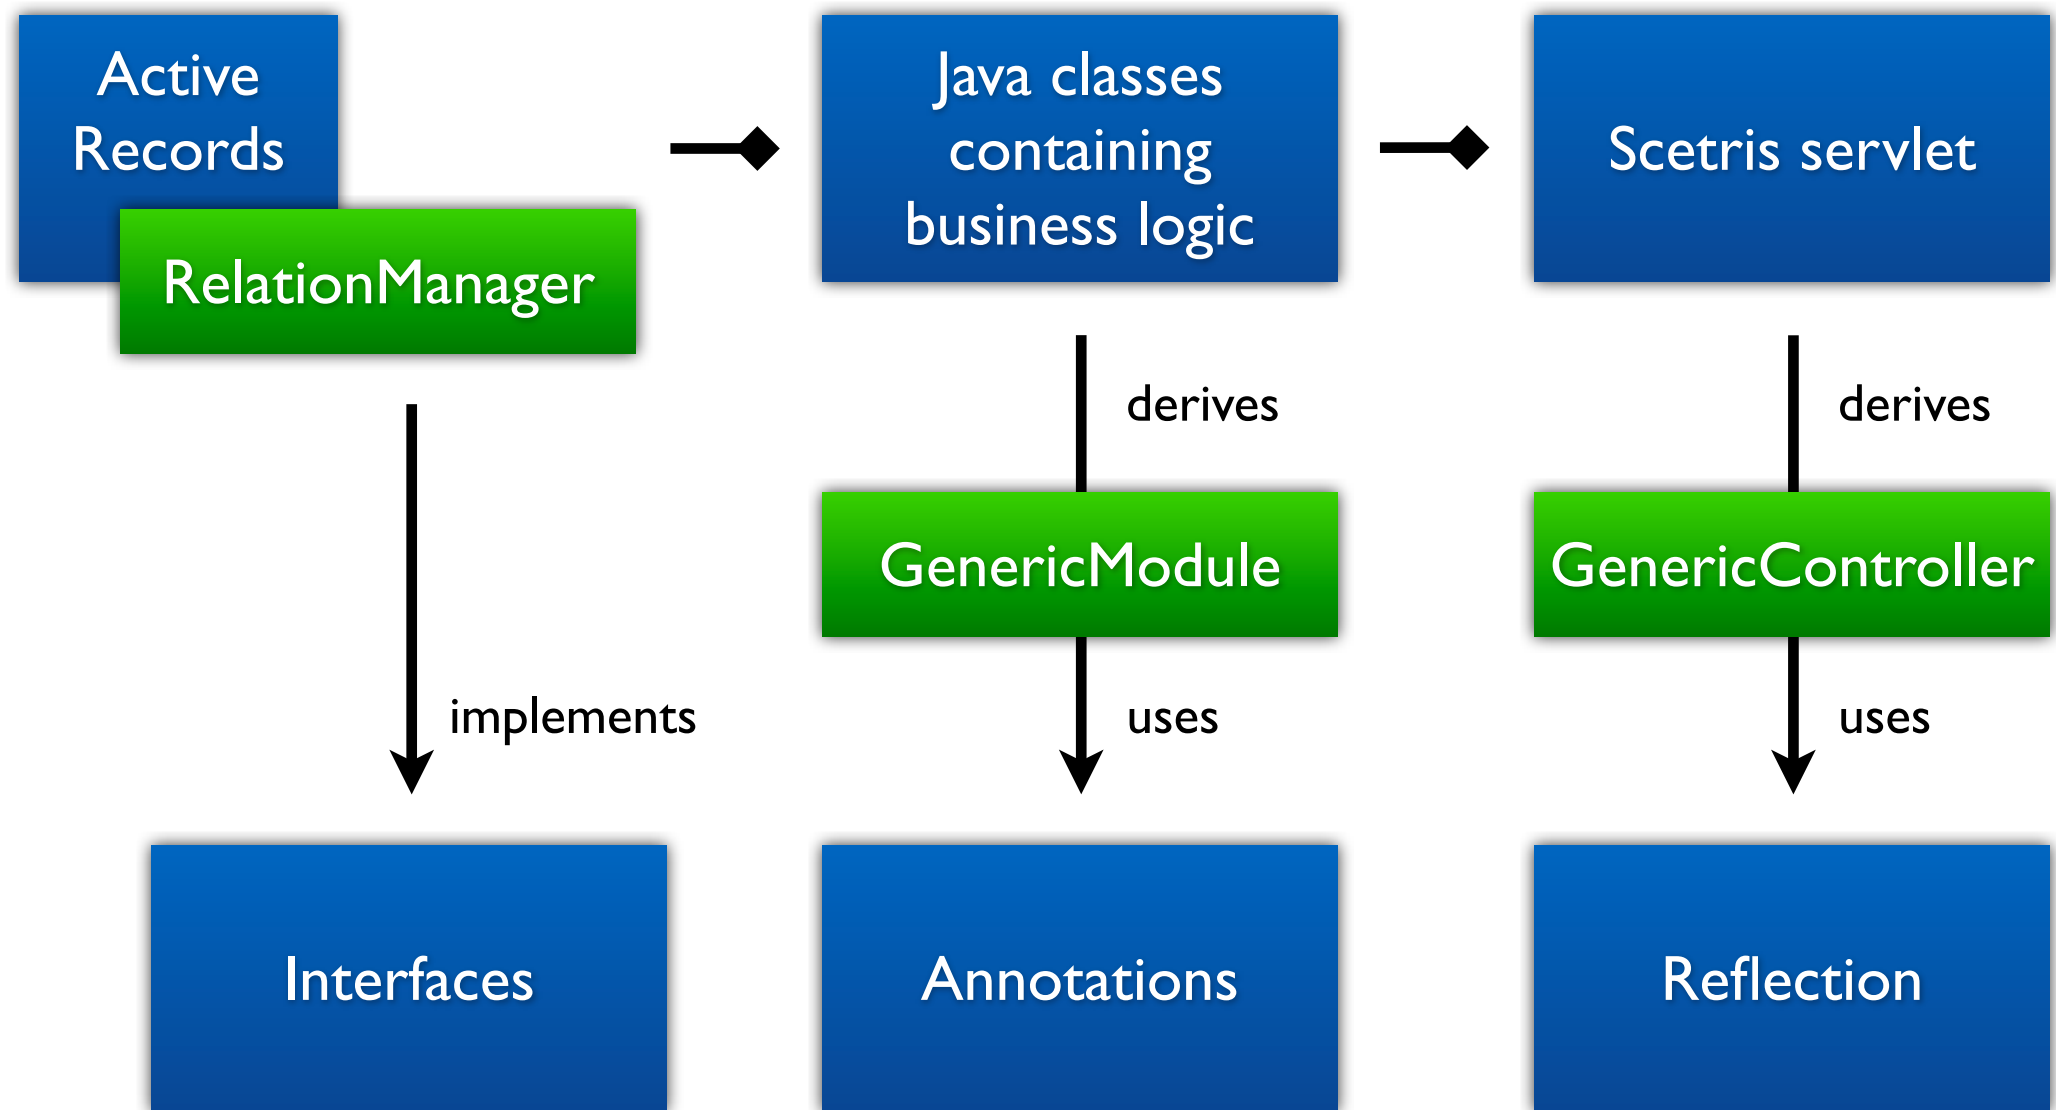 Active
Records
RelationManager
Java classes
containing
business logic
Scetris servlet
implements
derives
GenericModule
uses
derives
GenericController
uses
Interfaces
Annotations
Reflection